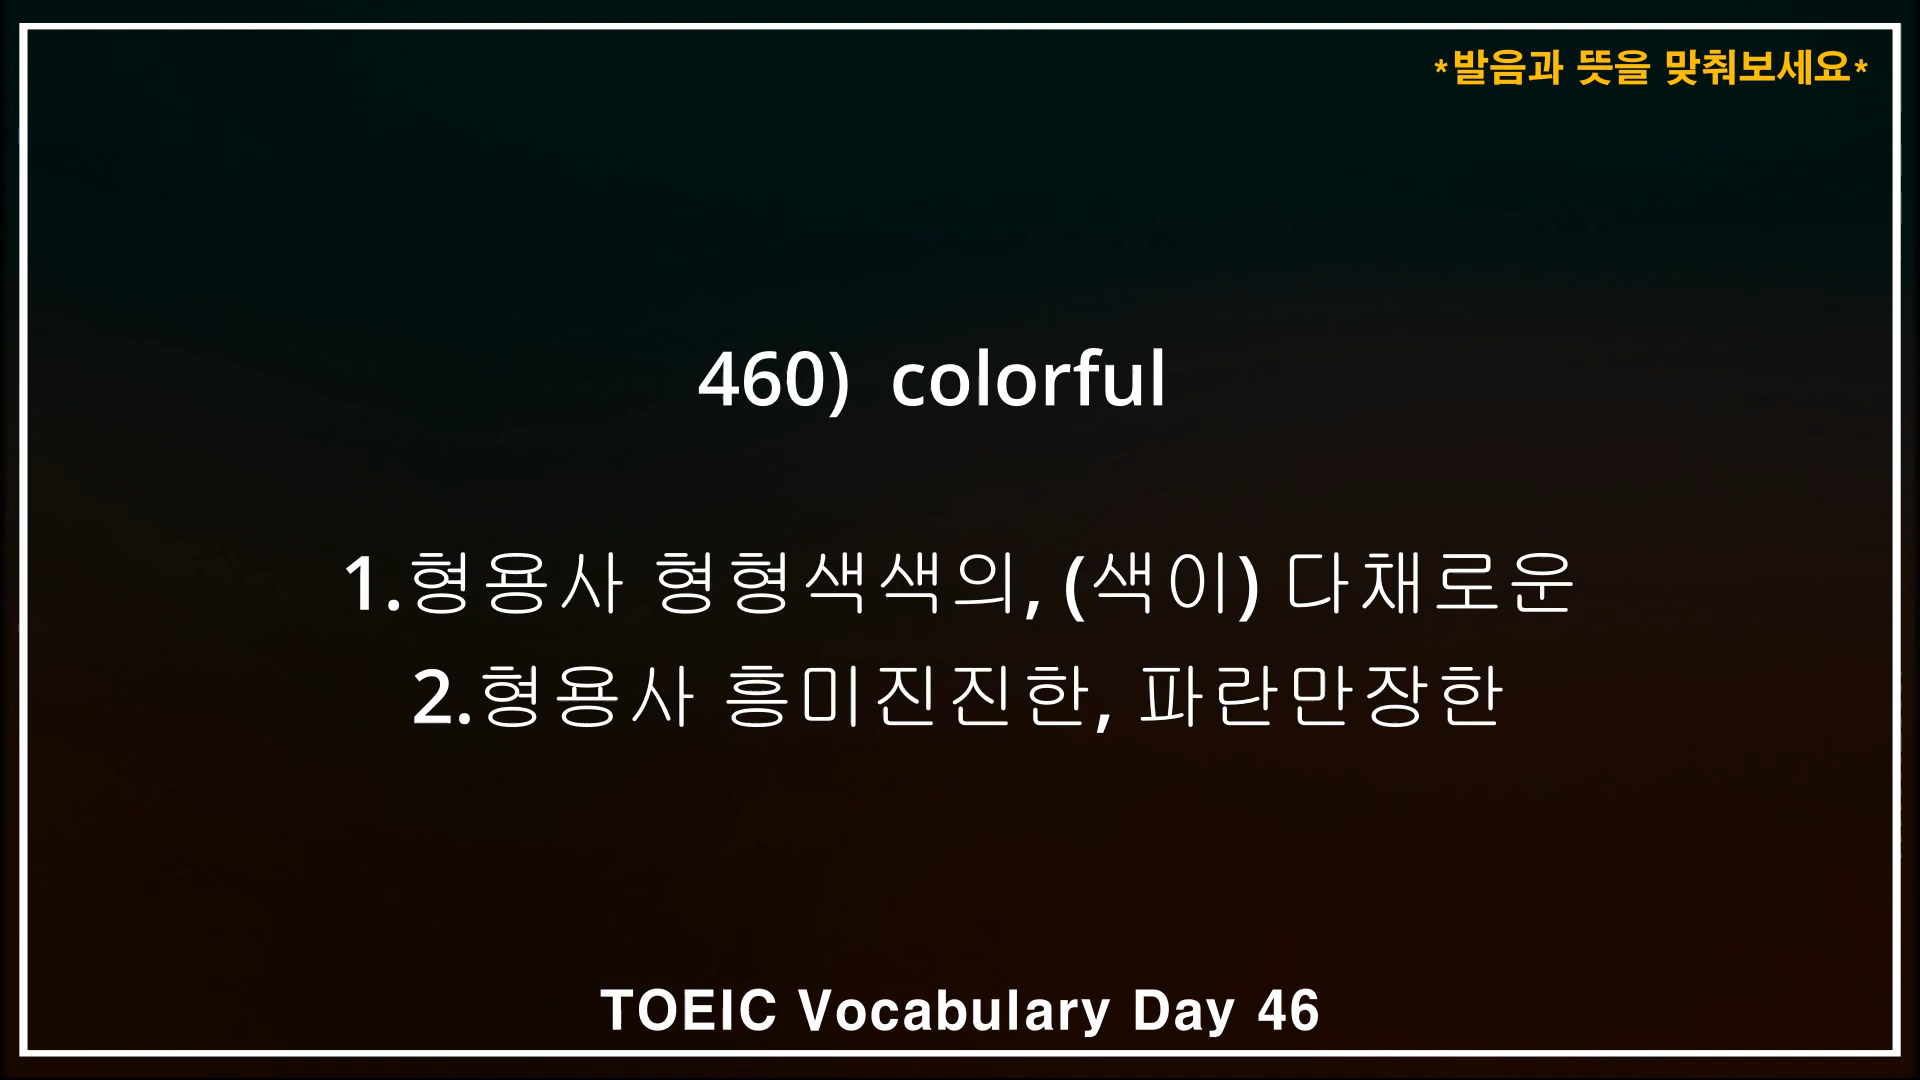 *발음과 뜻을 맞춰보세요*
460) colorful
1.형용사 형형색색의, (색이) 다채로운
2.형용사 흥미진진한, 파란만장한
TOEIC Vocabulary Day 46